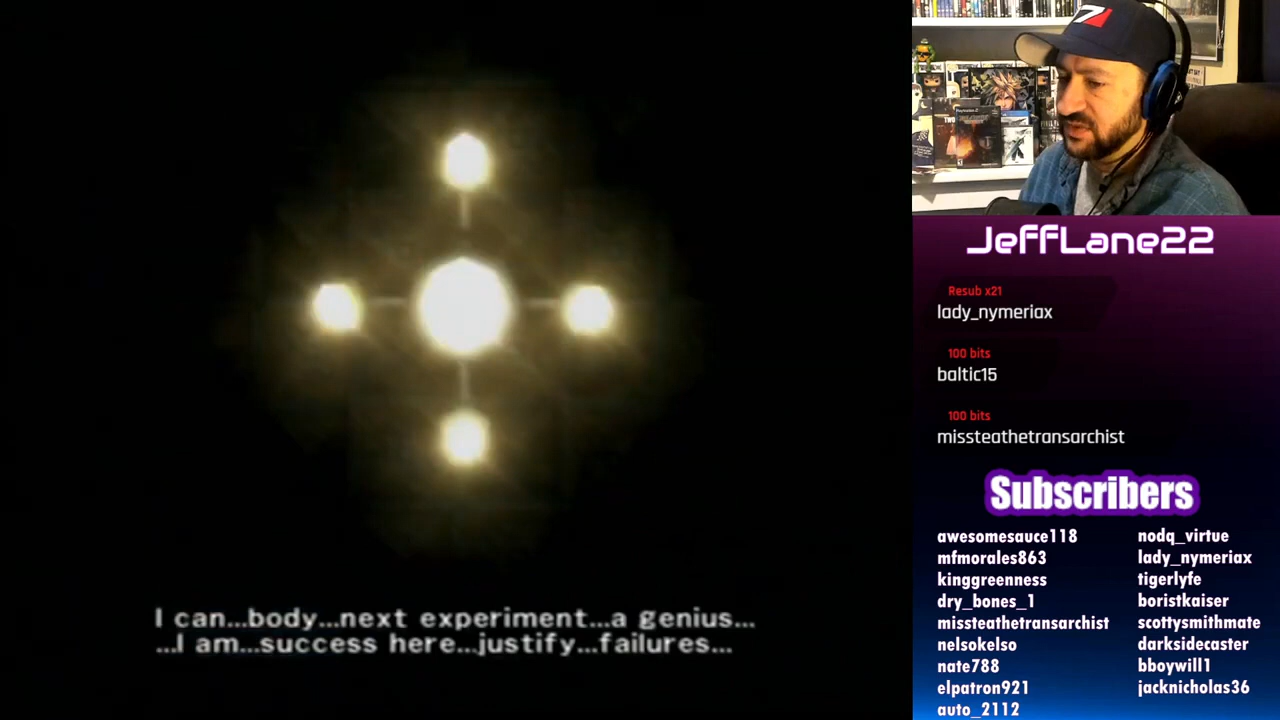 I can...body...next experiment...a genius...
...I am...success here...justify...failures...
JeffLane22
Resub x21
lady_nymeriax
100 bits
baltic15
100 bits
missteathetransarchist
Subscribers
awesomesauce118
mfmorales863
kinggreenness
dry_bones_1
missteathetransarchist
nelsokelso
nate788
elpatron921
auto_2112
nodq_virtue
lady_nymeriax
tigerlyfe
boristkaiser
scottysmithmate
darksidecaster
bboywill1
jacknicholas36